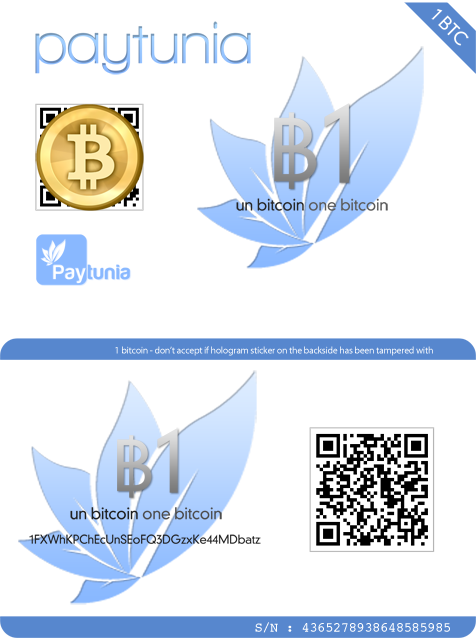 paytunia
1 BTC
฿1
un bitcoin one bitcoin
Paytunia
1 bitcoin - don't accept if hologram sticker on the backside has been tampered with
฿1
un bitcoin one bitcoin
1FXWhKPChEcUnSEoFQ3DGzxKe44MDbatz
S/N : 4365278938648585985